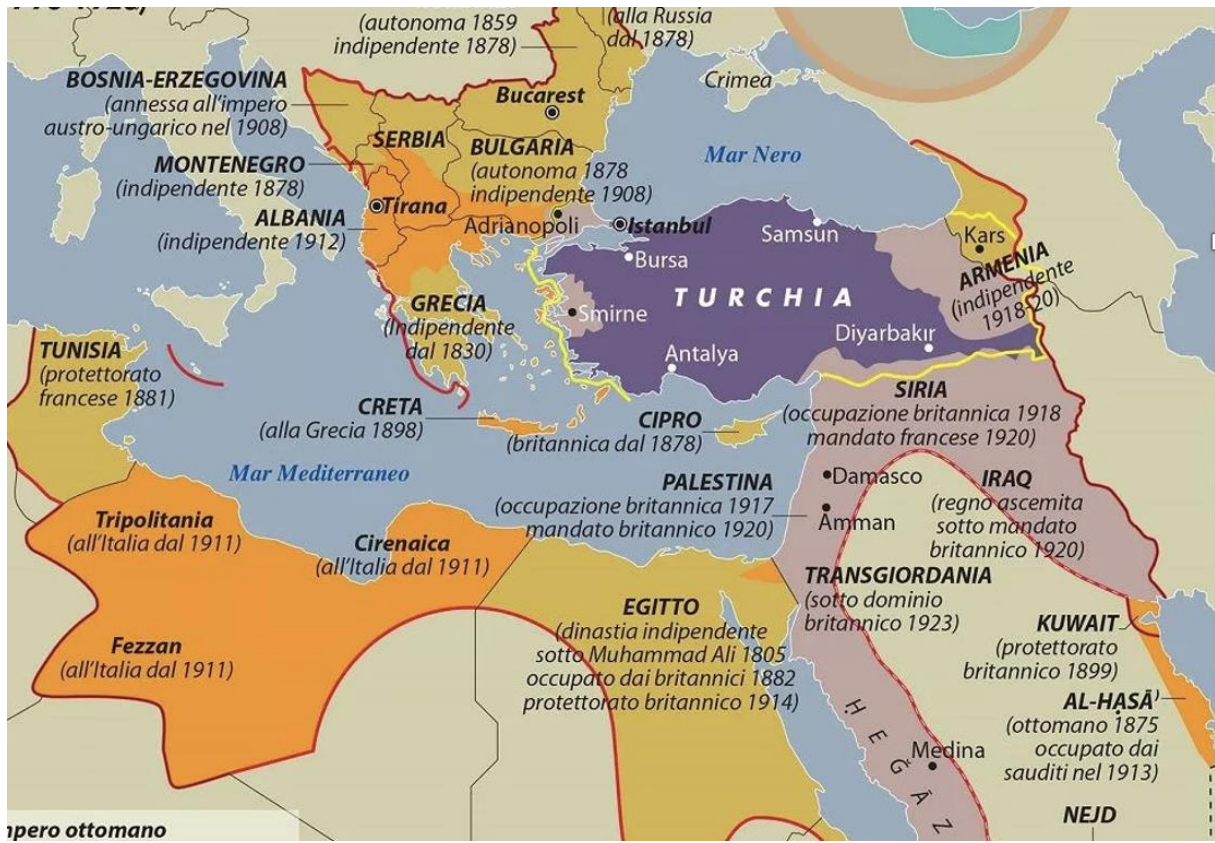 (autonoma 1859
indipendente 1878)
(alla Russia
dal 1878)
Crimea
BOSNIA-ERZEGOVINA
(annessa all'impero
austro-ungarico nel 1908)
Bucarest
SERBIA
BULGARIA
(autonoma 1878
indipendente 1908)
Mar Nero
MONTENEGRO
(indipendente 1878)
Tirana
ALBANIA
(indipendente 1912)
Adrianopoli
Istanbul
Samsun
Kars
Bursa
ARMENIA
(indipendente
1918-20)
TURCHIA
GRECIA
(Indipendente
dal 1830)
Smirne
Diyarbakır
Antalya
TUNISIA
(protettorato
francese 1881)
CRETA
(alla Grecia 1898)
CIPRO
(britannica dal 1878)
SIRIA
(occupazione britannica 1918
mandato francese 1920)
Mar Mediterraneo
PALESTINA
(occupazione britannica 1917
mandato britannico 1920)
Damasco
Amman
IRAQ
(regno ascemita
sotto mandato
britannico 1920)
Tripolitania
(all'Italia dal 1911)
Cirenaica
(all'Italia dal 1911)
TRANSGIORDANIA
(sotto dominio
britannico 1923)
EGITTO
(dinastia indipendente
sotto Muhammad Ali 1805
occupato dai britannici 1882
protettorato britannico 1914)
Fezzan
(all'Italia dal 1911)
KUWAIT
(protettorato
britannico 1899)
AL-ḤAṢĀ'
(ottomano 1875
occupato dai
sauditi nel 1913)
ḤEǦĀZ
Medina
NEJD
ottomano